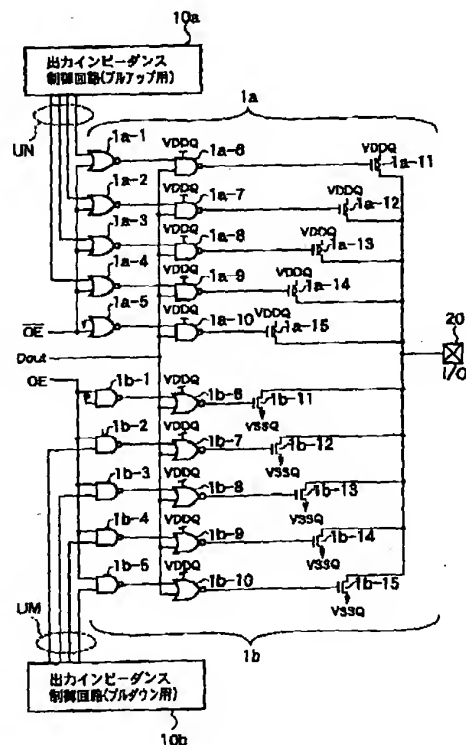 10a
出力インピーダンス
制御回路(プルアップ用)
UN
1a
1a-1
VDDQ
1a-6
VDDQ
1a-11
1a-2
VDDQ
1a-7
VDDQ
1a-12
1a-3
VDDQ
1a-8
VDDQ
1a-13
1a-4
VDDQ
1a-9
VDDQ
1a-14
1a-5
VDDQ
1a-10
VDDQ
1a-15
OE
Dout
OE
20
I/O
1b-1
VDDQ
1b-6
1b-11
VSSQ
1b-2
VDDQ
1b-7
1b-12
VSSQ
1b-3
VDDQ
1b-8
1b-13
VSSQ
1b-4
VDDQ
1b-9
1b-14
VSSQ
1b-5
VDDQ
1b-10
1b-15
VSSQ
UM
1b
出力インピーダンス
制御回路(プルダウン用)
10b